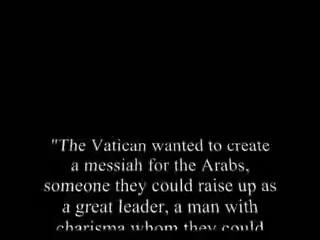 "The Vatican wanted to create
a messiah for the Arabs,
someone they could raise up as
a great leader, a man with
charisma whom they could